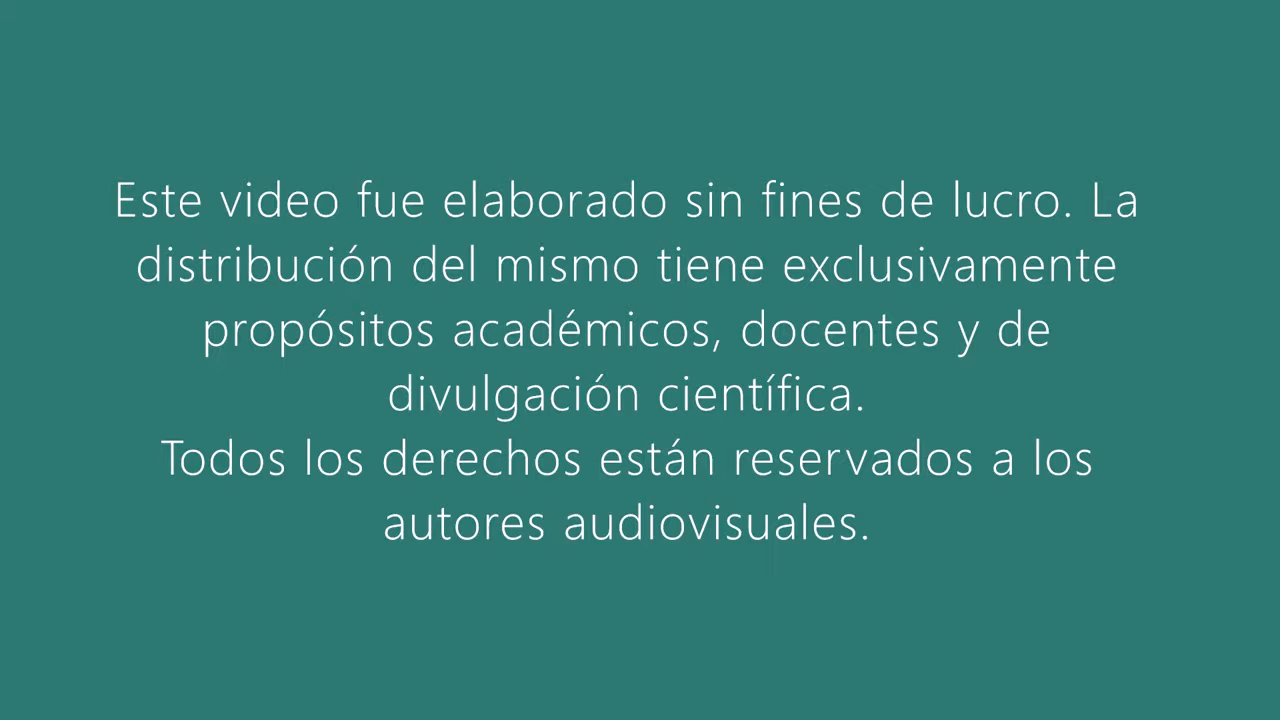 Este video fue elaborado sin fines de lucro. La
distribución del mismo tiene exclusivamente
propósitos académicos, docentes y de
divulgación científica.
Todos los derechos están reservados a los
autores audiovisuales.